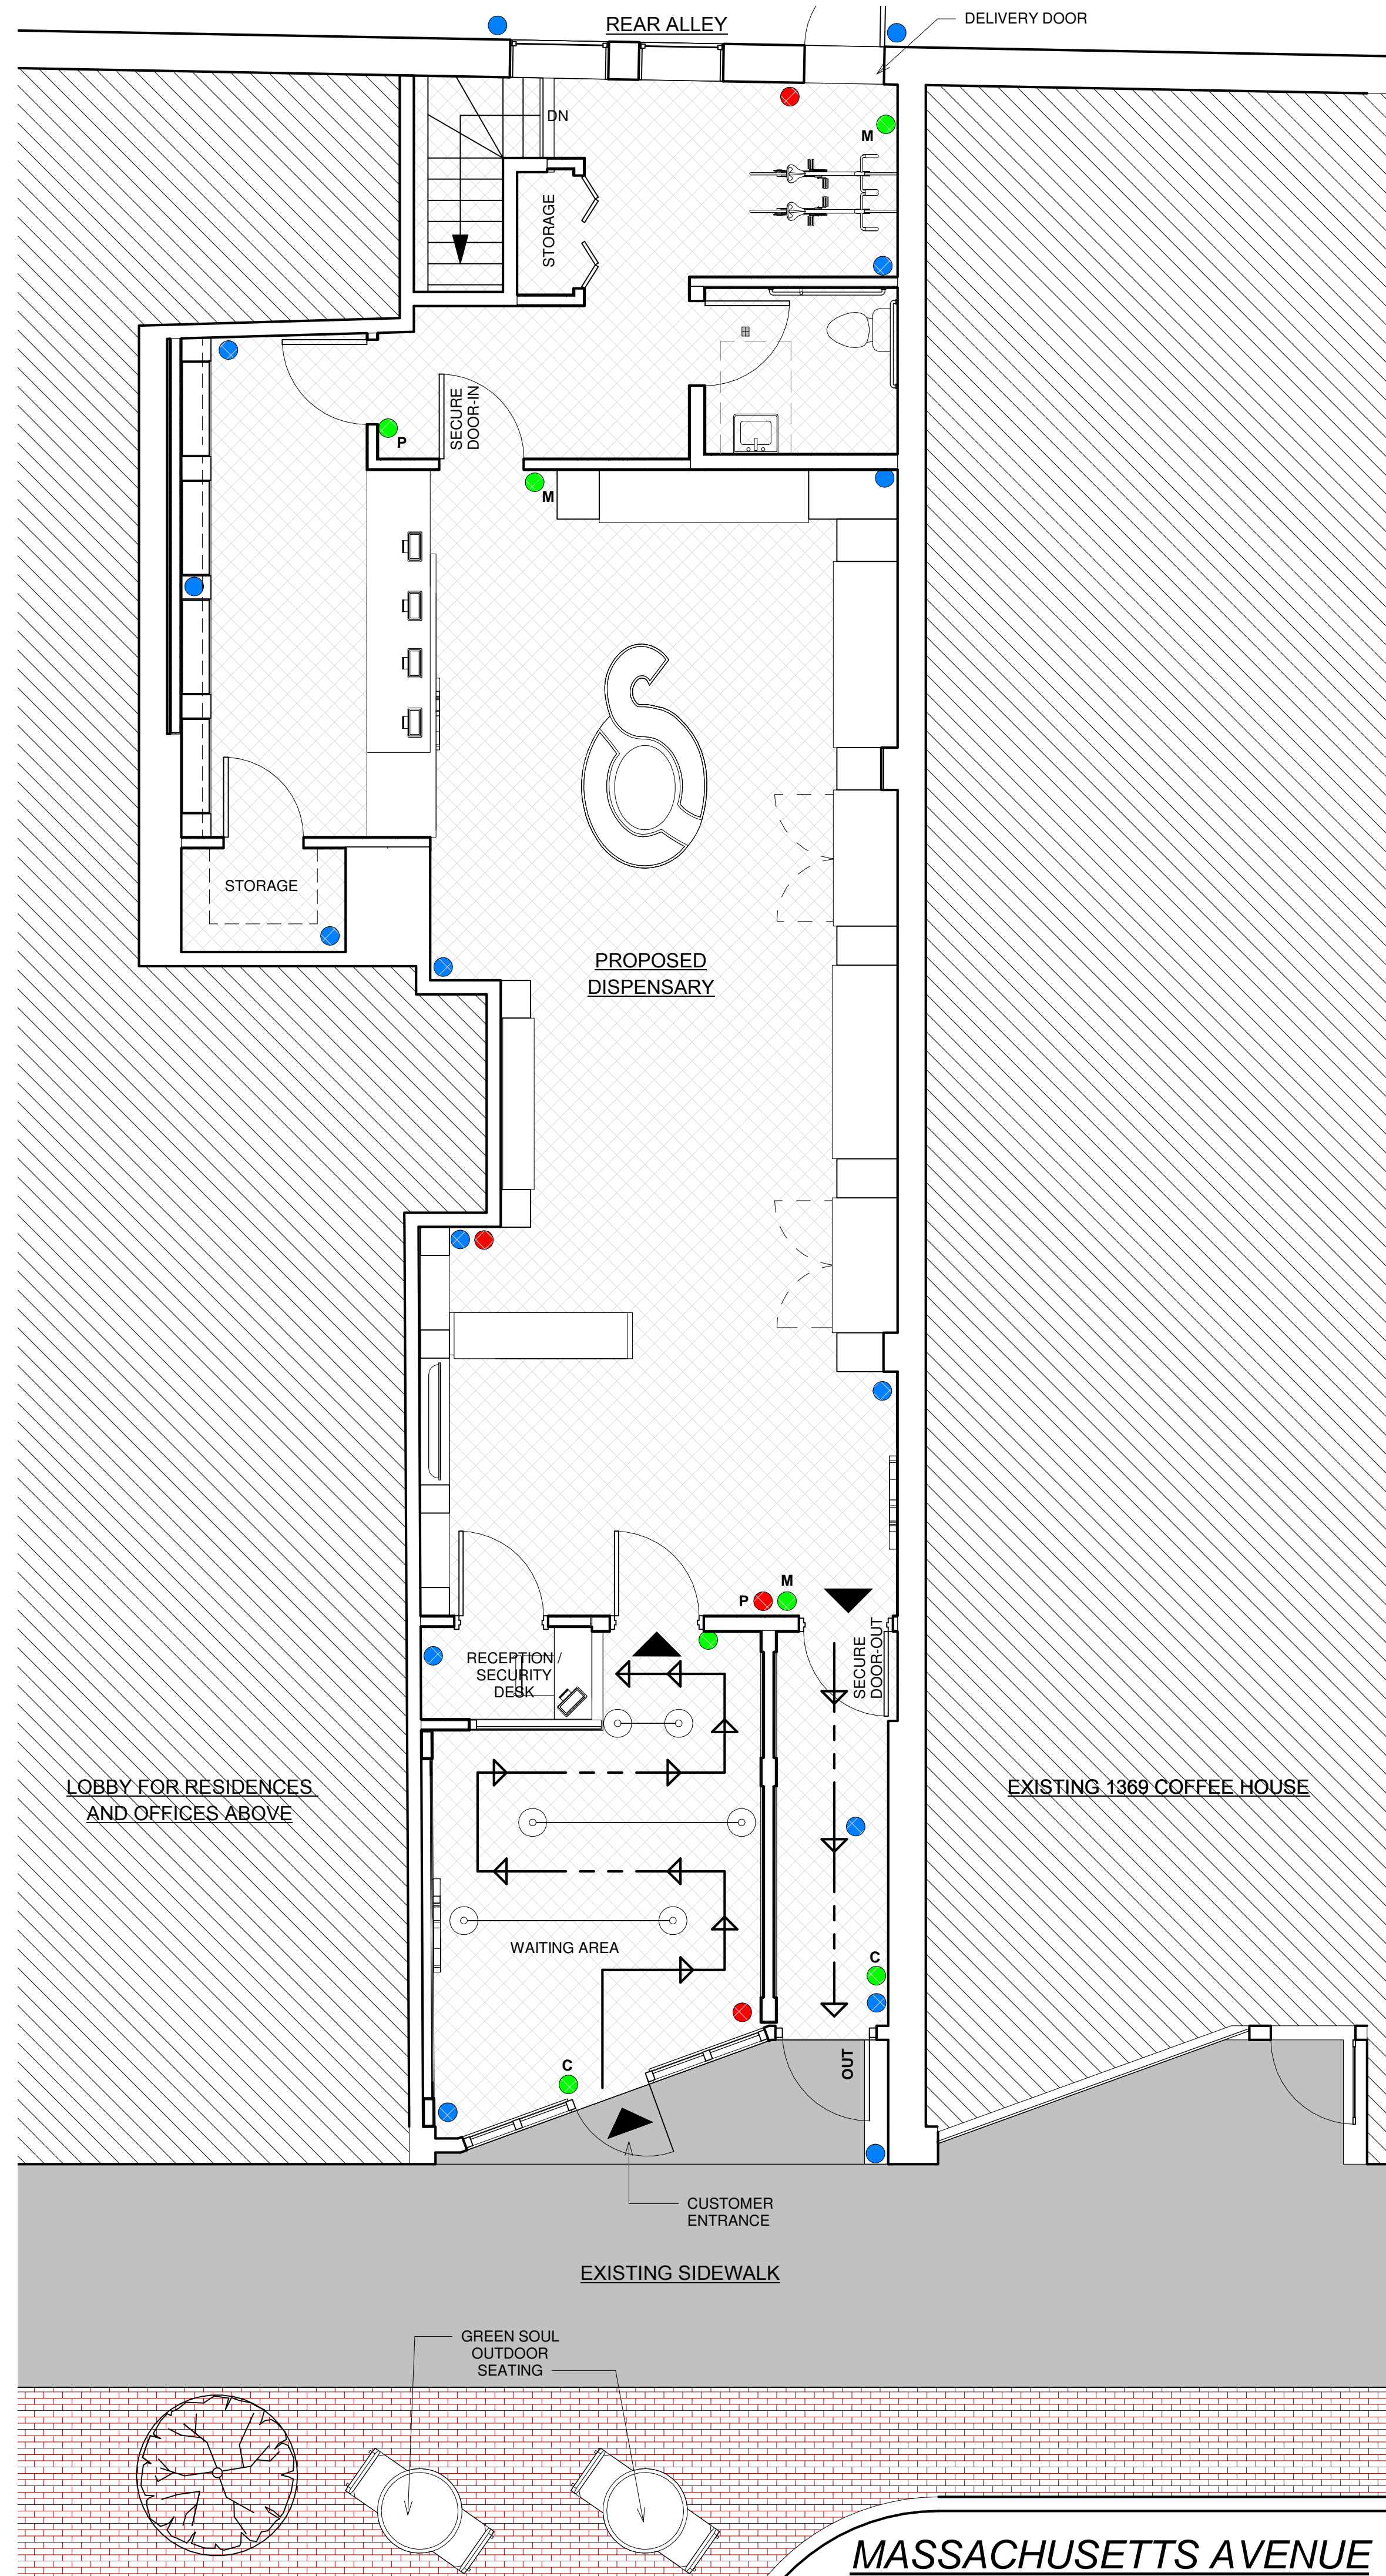 REAR ALLEY
DELIVERY DOOR
DN
M
STORAGE
SECURE
DOOR-IN
P
M
STORAGE
PROPOSED
DISPENSARY
P
M
SECURE
DOOR-OUT
RECEPTION /
SECURITY
DESK
LOBBY FOR RESIDENCES
AND OFFICES ABOVE
EXISTING 1369 COFFEE HOUSE
WAITING AREA
C
C
OUT
CUSTOMER
ENTRANCE
EXISTING SIDEWALK
GREEN SOUL
OUTDOOR
SEATING
MASSACHUSETTS AVENUE